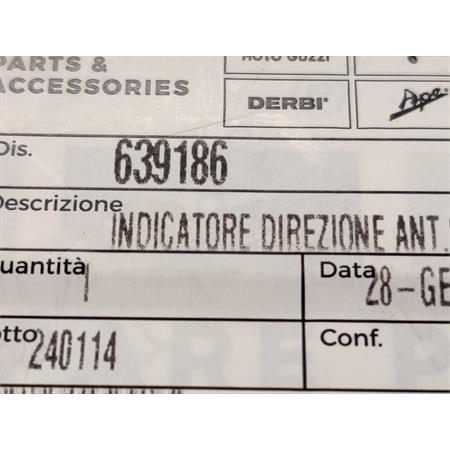 PARTS &
ACCESSORIES
MOTO GUZZI
DERBI®
Ape
Dis.
639186
Descrizione
INDICATORE DIREZIONE ANT.
uantità
1
Data
28-GE
otto
240114
Conf.